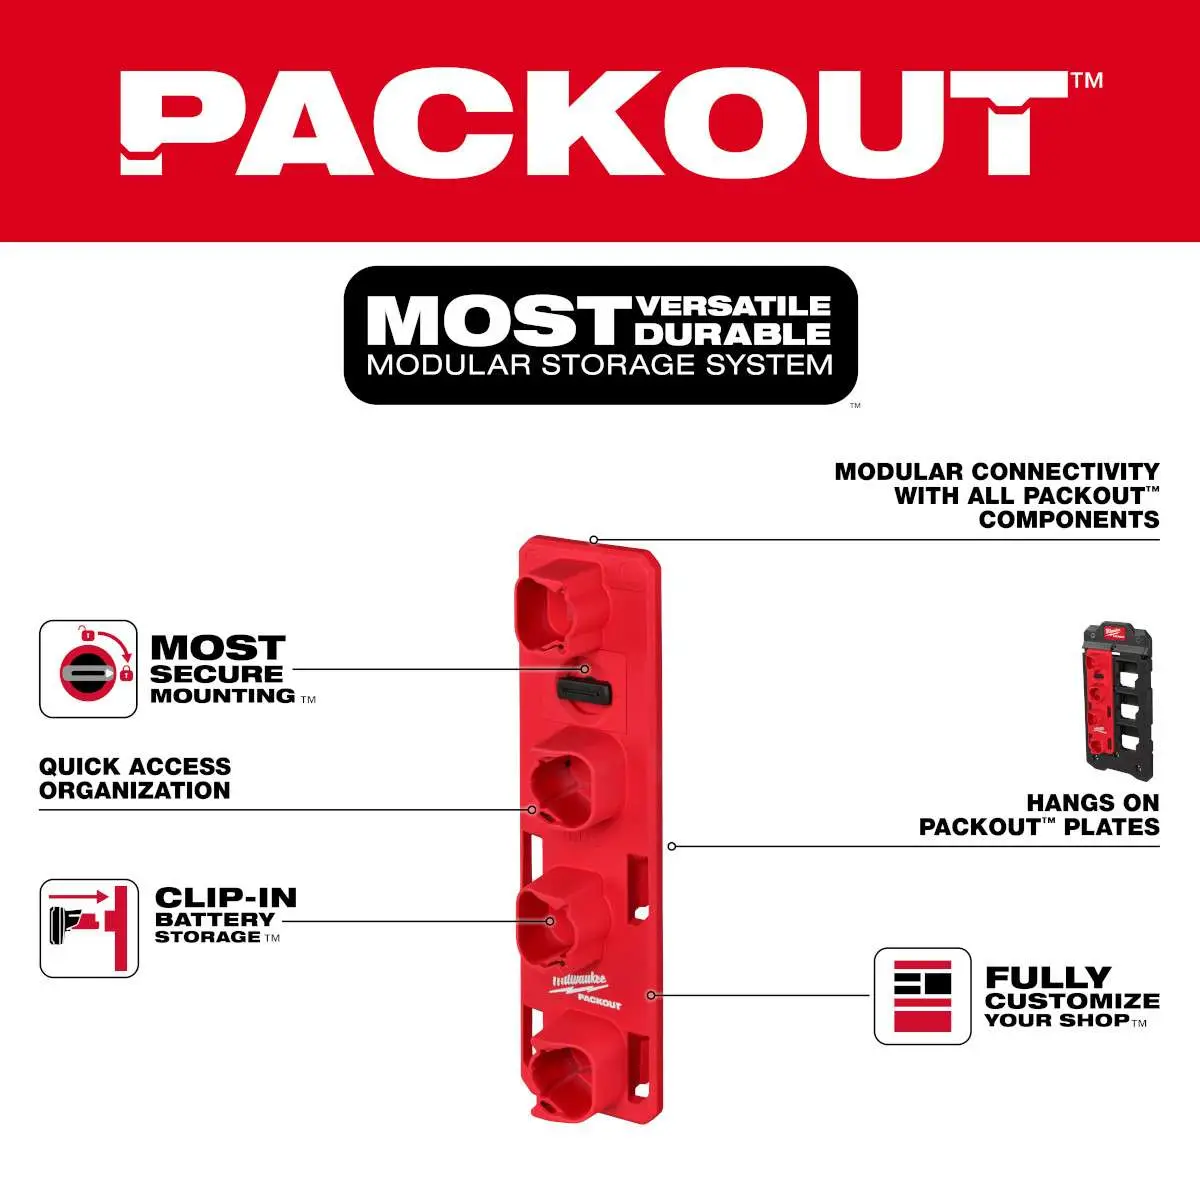 PACKOUT™
MOST VERSATILE
DURABLE
MODULAR STORAGE SYSTEM
™
MODULAR CONNECTIVITY
WITH ALL PACKOUT™
COMPONENTS
MOST
SECURE
MOUNTING™
QUICK ACCESS
ORGANIZATION
HANGS ON
PACKOUT™ PLATES
CLIP-IN
BATTERY
STORAGE™
Milwaukee
PACKOUT
FULLY
CUSTOMIZE
YOUR SHOP™